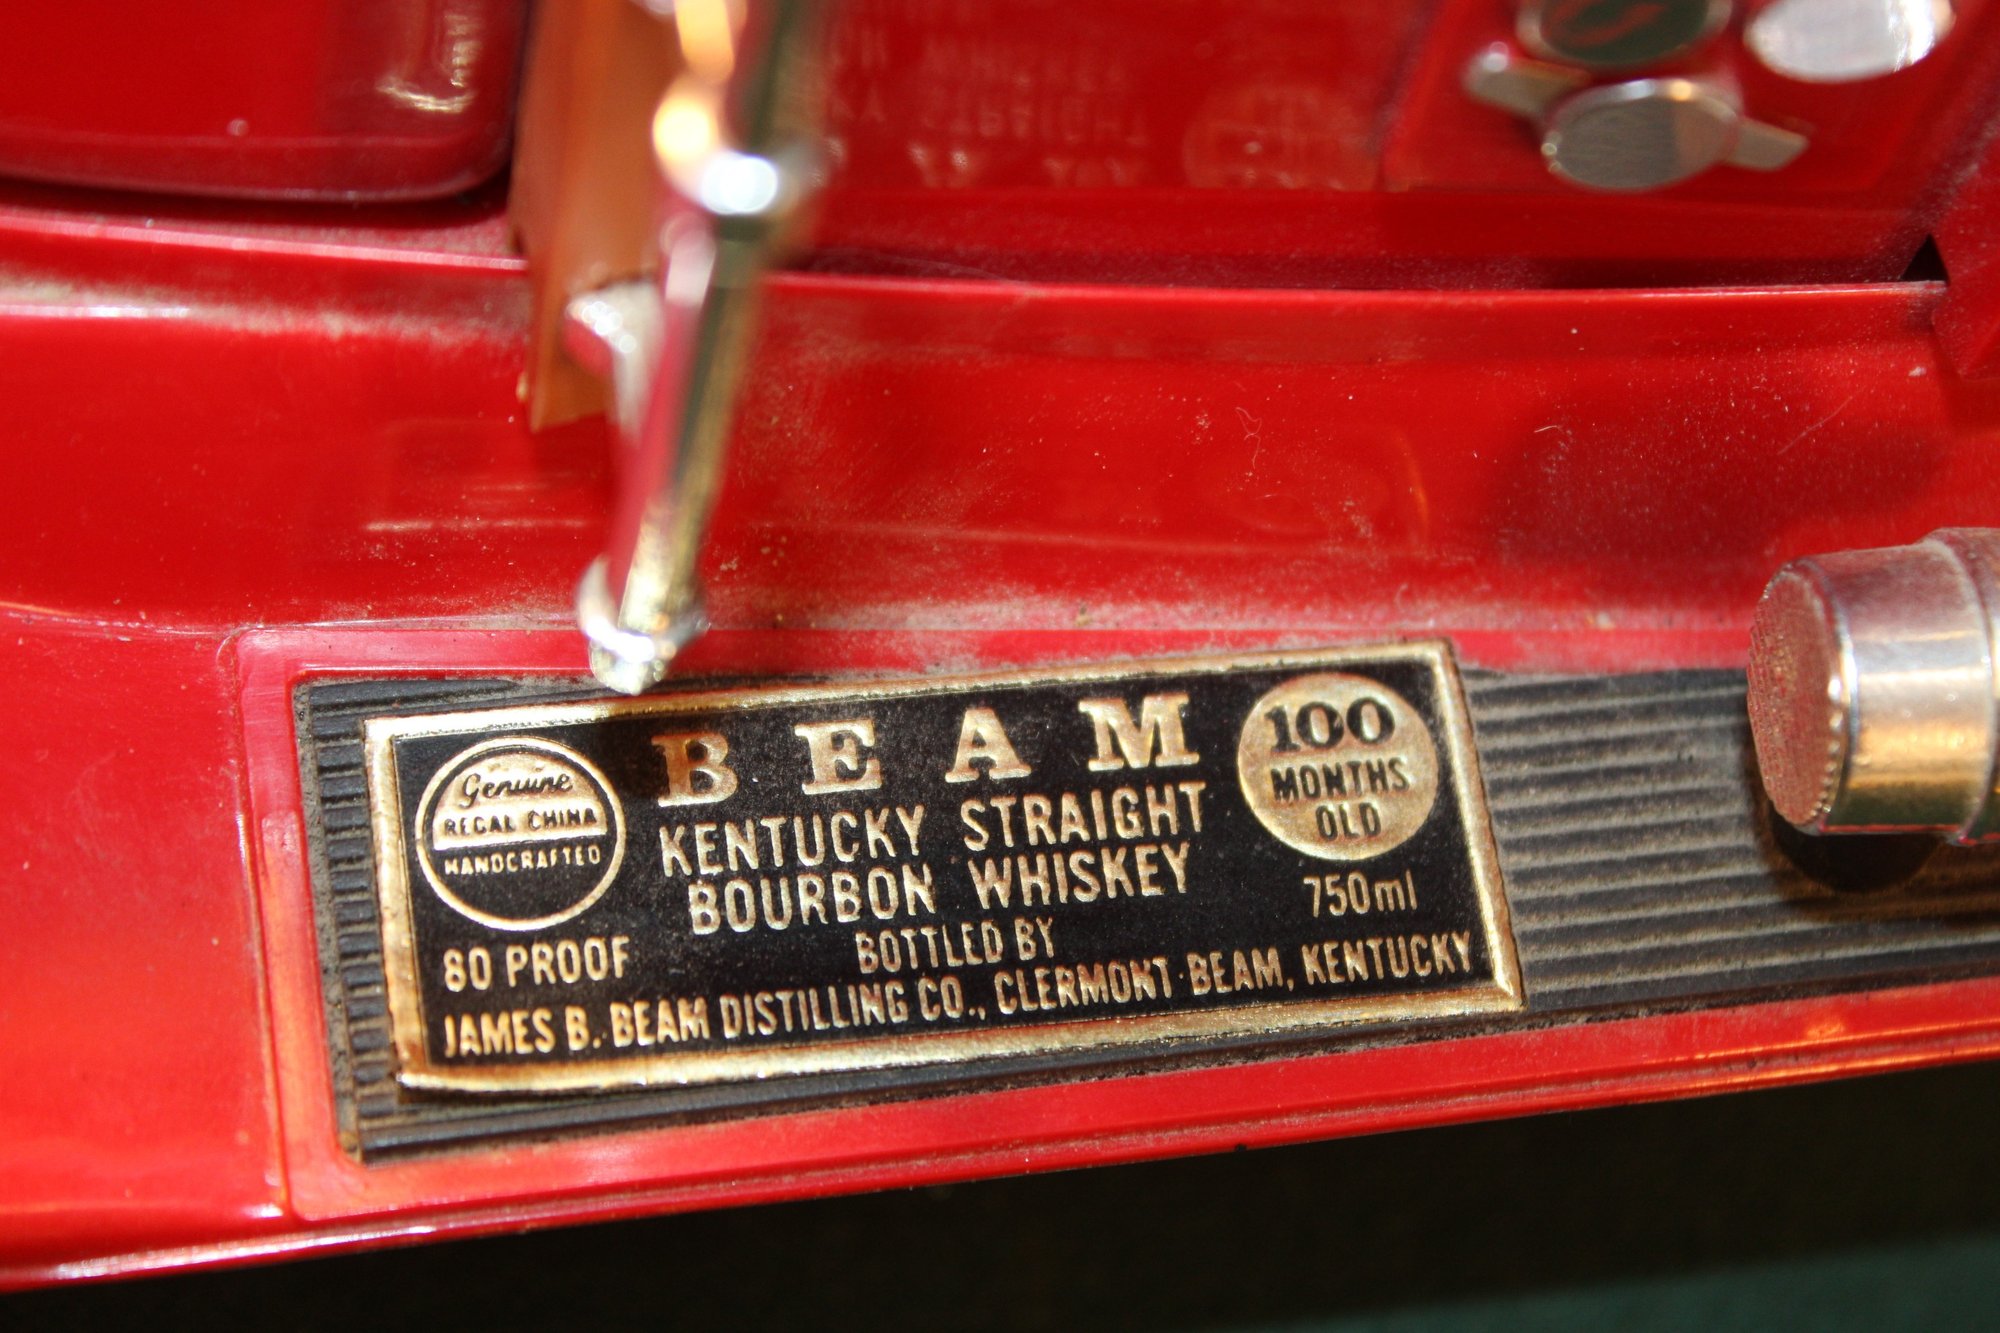 BEAM
Genuine
REGAL CHINA
HANDCRAFTED
KENTUCKY STRAIGHT
BOURBON WHISKEY
100
MONTHS
OLD
750ml
80 PROOF
BOTTLED BY
JAMES B. BEAM DISTILLING CO., CLERMONT·BEAM, KENTUCKY